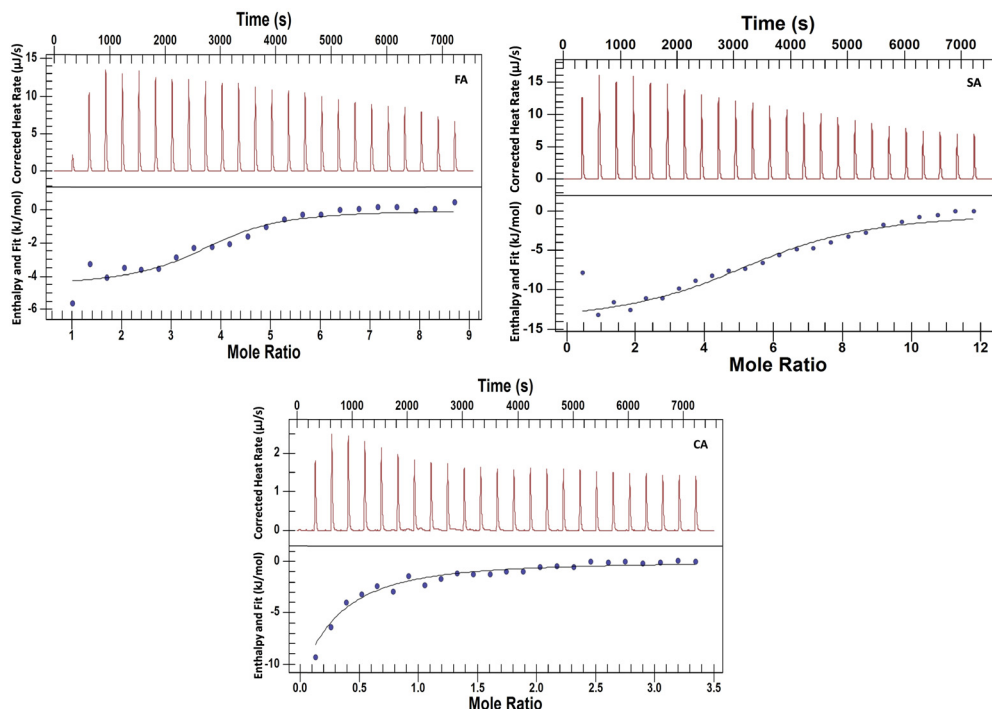 Time (s)
0 1000 2000 3000 4000 5000 6000 7000
Corrected Heat Rate (µJ/s)
15
10
5
0
FA
Enthalpy and Fit (kJ/mol)
0
-2
-4
-6
1 2 3 4 5 6 7 8 9
Mole Ratio
Time (s)
0 1000 2000 3000 4000 5000 6000 7000
Corrected Heat Rate (µJ/s)
15
10
5
0
SA
Enthalpy and Fit (kJ/mol)
0
-5
-10
-15
0 2 4 6 8 10 12
Mole Ratio
Time (s)
0 1000 2000 3000 4000 5000 6000 7000
Corrected Heat Rate (µJ/s)
2
1
0
CA
Enthalpy and Fit (kJ/mol)
0
-5
-10
0.0 0.5 1.0 1.5 2.0 2.5 3.0 3.5
Mole Ratio